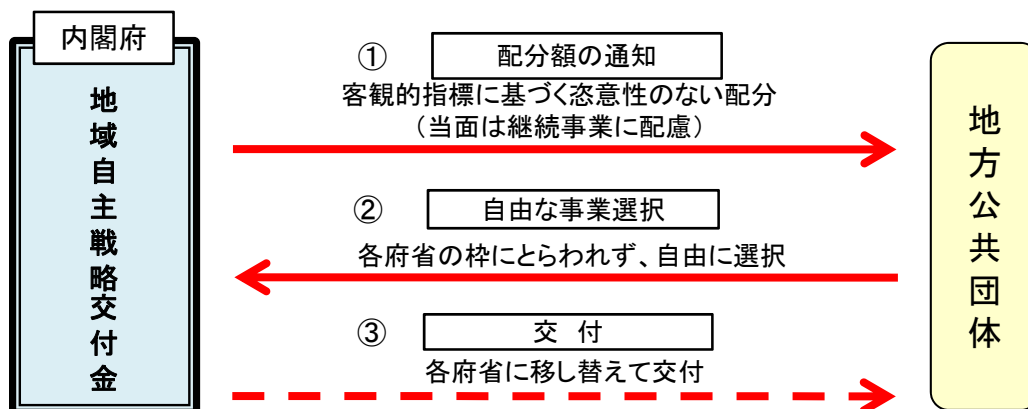 内閣府
地域自主戦略交付金
① 配分額の通知
客観的指標に基づく恣意性のない配分
（当面は継続事業に配慮）
② 自由な事業選択
各府省の枠にとらわれず、自由に選択
③ 交 付
各府省に移し替えて交付
地方公共団体